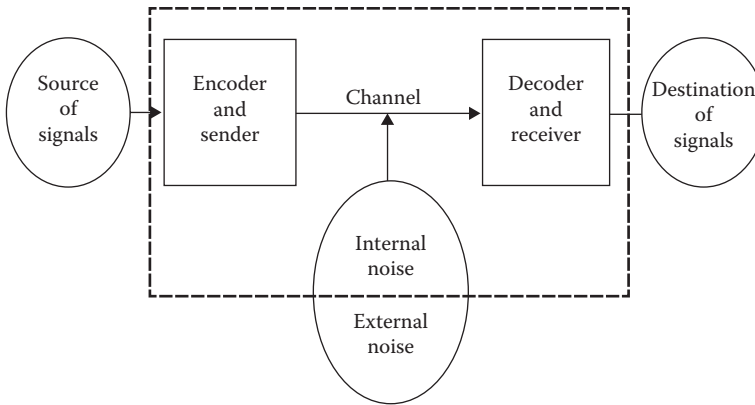 Source
of
signals
Encoder
and
sender
Channel
Decoder
and
receiver
Destination
of
signals
Internal
noise
External
noise